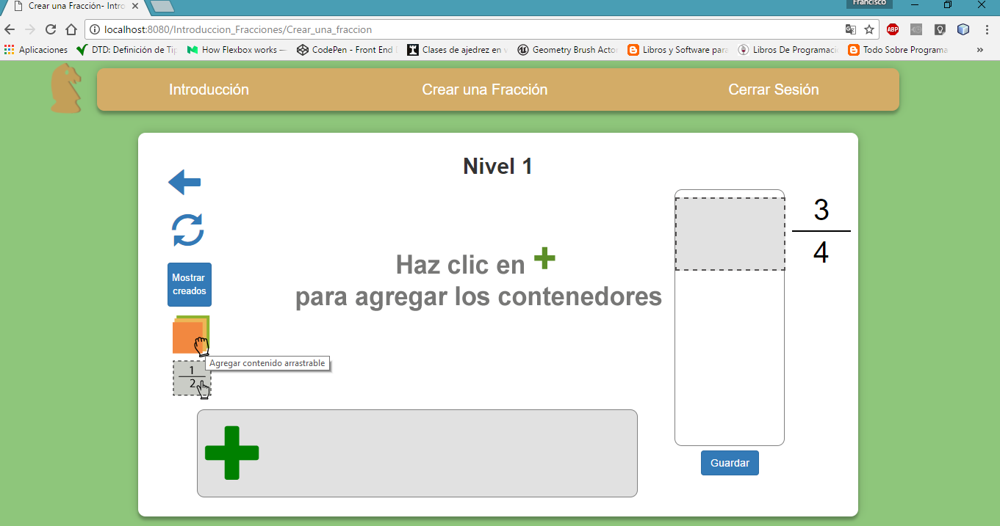 Crear una Fracción- Intro
Francisco
localhost:8080/Introduccion_Fracciones/Crear_una_fraccion
ABP
Aplicaciones
DTD: Definición de Tip
How Flexbox works —
CodePen - Front End
Clases de ajedrez en v
Geometry Brush Acto
Libros y Software para
Libros De Programaci
Todo Sobre Programa
»
Introducción
Crear una Fracción
Cerrar Sesión
Nivel 1
3
4
Haz clic en +
para agregar los contenedores
Mostrar
creados
Agregar contenido arrastrable
1
2
Guardar